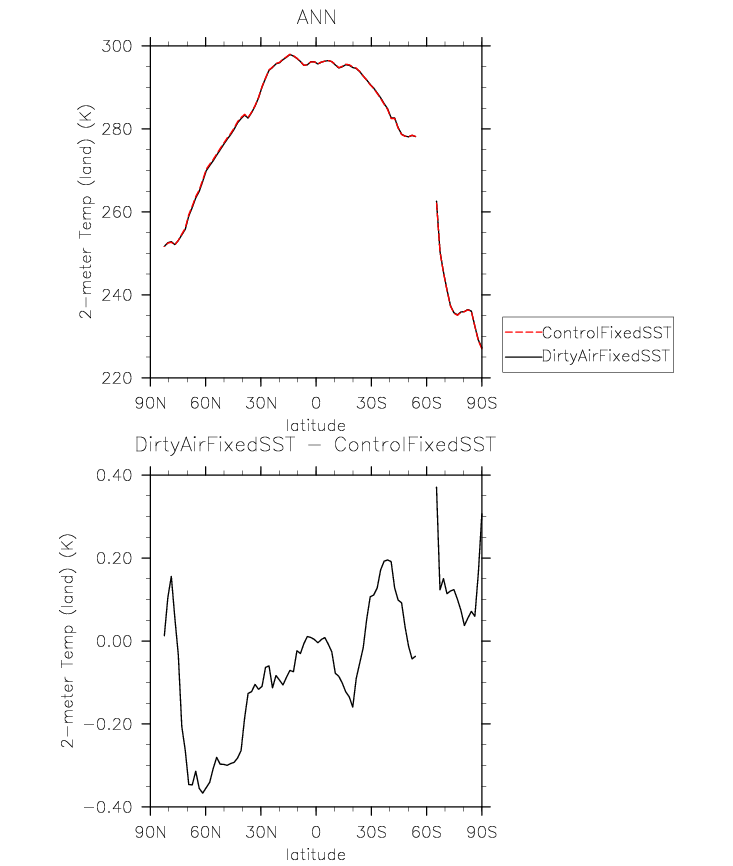 ANN
300
280
260
240
220
2-meter Temp (land) (K)
90N 60N 30N 0 30S 60S 90S
latitude
ControlFixedSST
DirtyAirFixedSST
DirtyAirFixedSST - ControlFixedSST
0.40
0.20
0.00
-0.20
-0.40
2-meter Temp (land) (K)
90N 60N 30N 0 30S 60S 90S
latitude